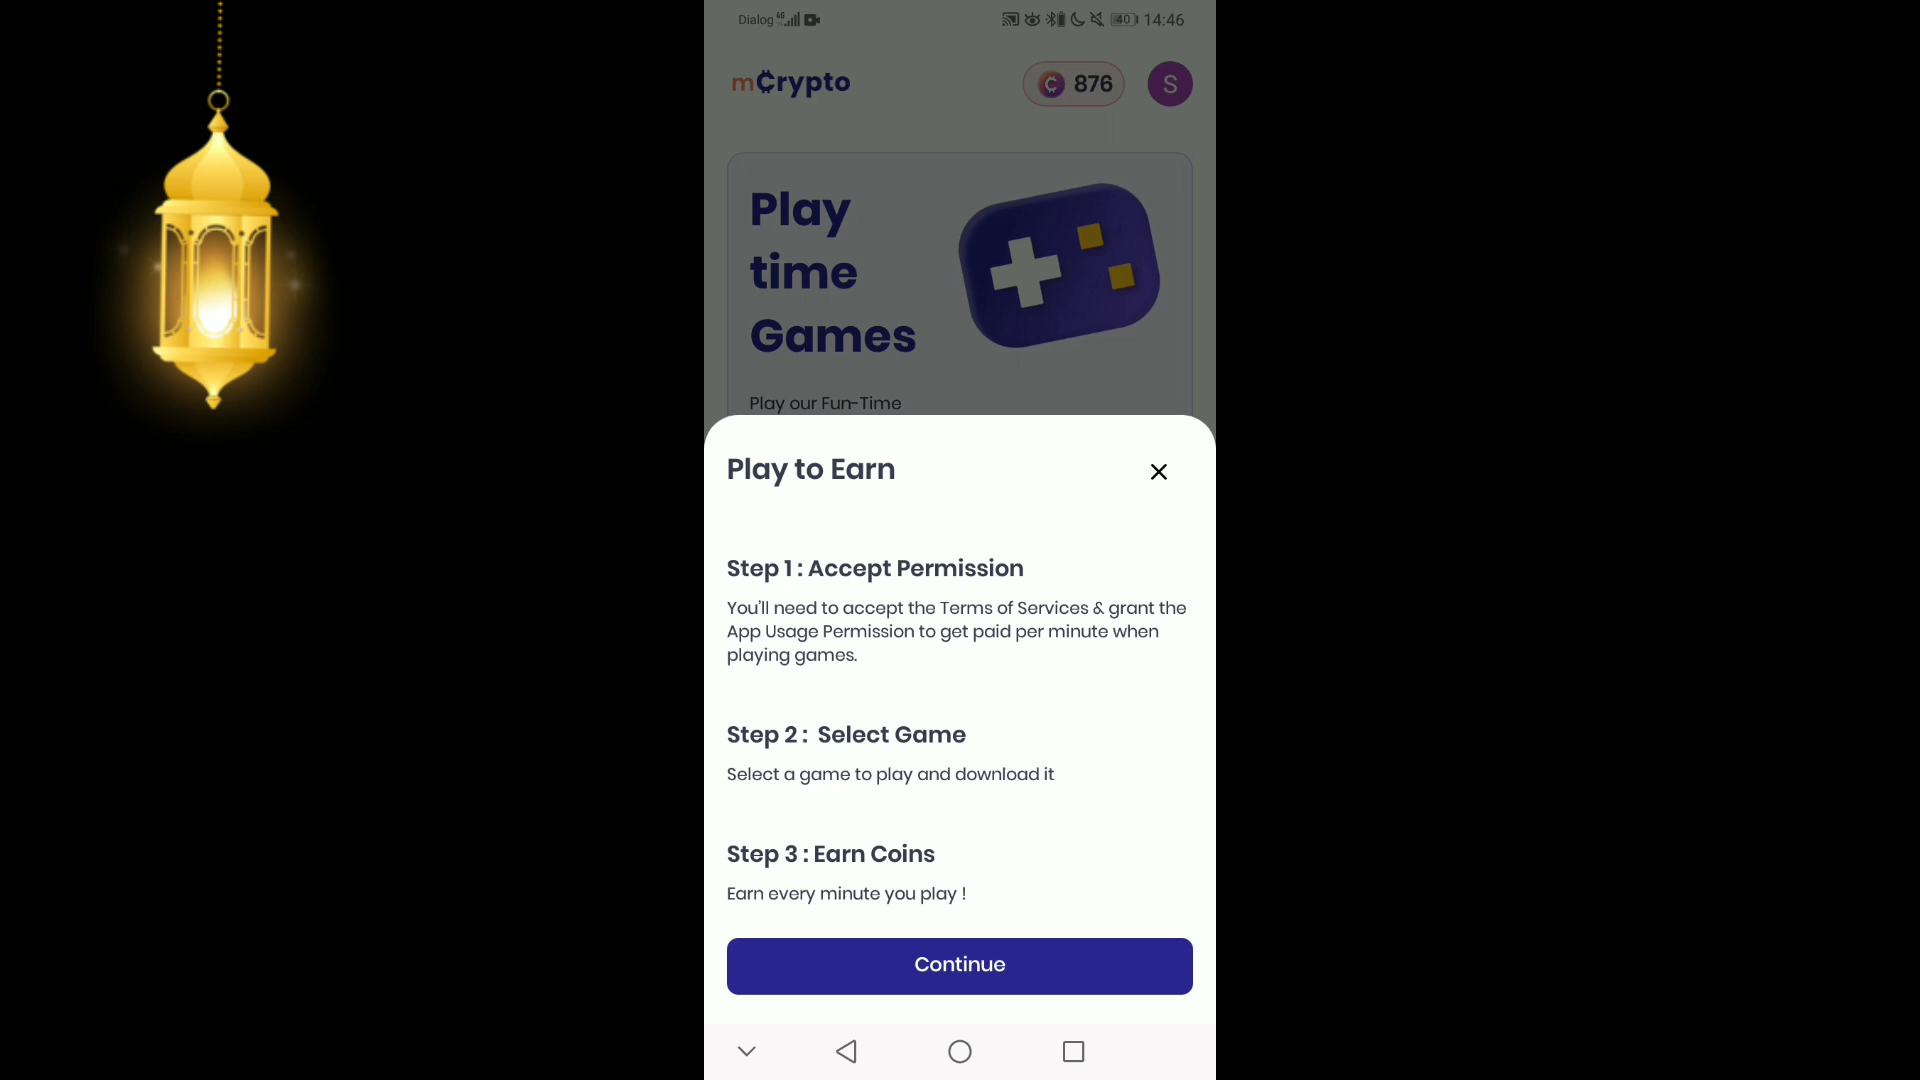 Dialog 4G 40 14:46
mCrypto 876 S
Play
time
Games
Play our Fun-Time
Play to Earn
Step 1 : Accept Permission
You'll need to accept the Terms of Services & grant the
App Usage Permission to get paid per minute when
playing games.
Step 2 : Select Game
Select a game to play and download it
Step 3 : Earn Coins
Earn every minute you play !
Continue